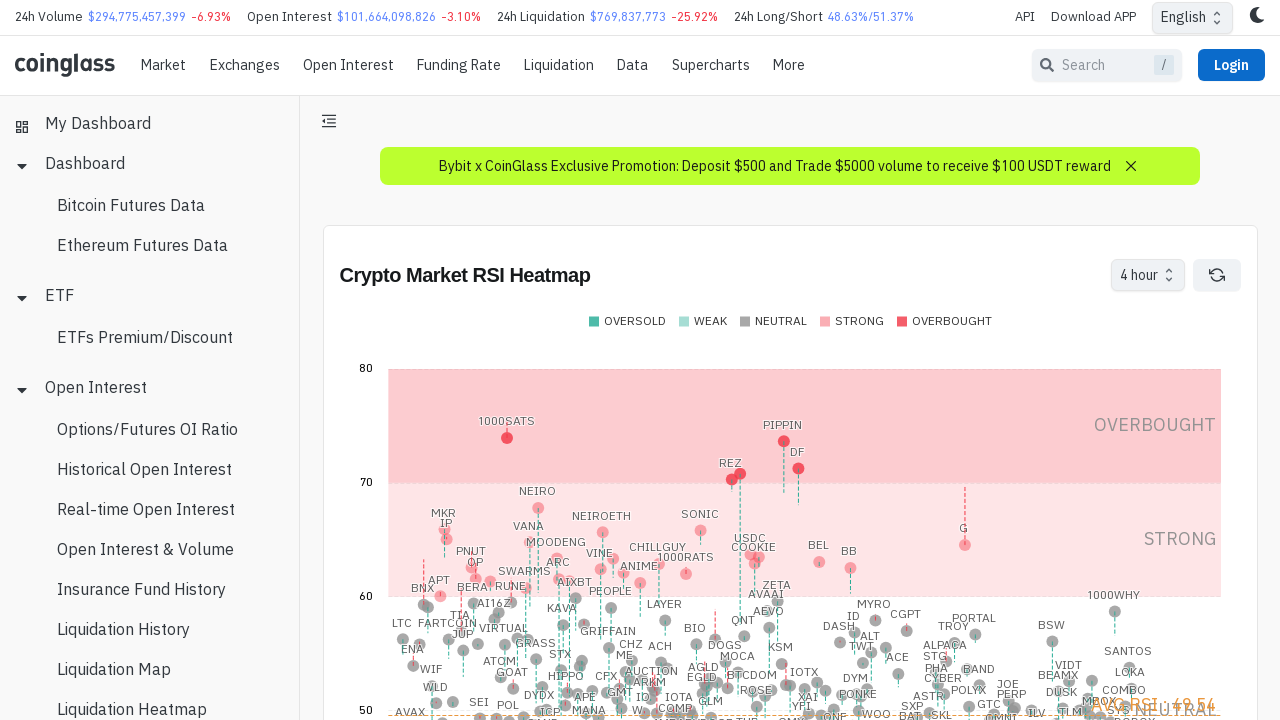 24h Volume $294,775,457,399 -6.93% Open Interest $101,664,098,826 -3.10% 24h Liquidation $769,837,773 -25.92% 24h Long/Short 48.63%/51.37% API Download APP English
coinglass Market Exchanges Open Interest Funding Rate Liquidation Data Supercharts More Search / Login
My Dashboard
Dashboard
Bitcoin Futures Data
Ethereum Futures Data
ETF
ETFs Premium/Discount
Open Interest
Options/Futures OI Ratio
Historical Open Interest
Real-time Open Interest
Open Interest & Volume
Insurance Fund History
Liquidation History
Liquidation Map
Liquidation Heatmap
Bybit x CoinGlass Exclusive Promotion: Deposit $500 and Trade $5000 volume to receive $100 USDT reward
Crypto Market RSI Heatmap 4 hour
OVERSOLD WEAK NEUTRAL STRONG OVERBOUGHT
80
1000SATS PIPPIN OVERBOUGHT
DF
REZ
70
NEIRO
MKR NEIROETH SONIC
IP
VANA G
MOODENG USDC STRONG
PNUT VINE CHILLGUY COOKIE BEL BB
OP ARC 1000RATS
SWARMS ANIME
APT AIXBT
BNX BERA RUNE PEOPLE ZETA
60 AVAAI 1000WHY
AI16Z KAVA LAYER AEVO MYRO
TIA ID CGPT PORTAL
LTC FARTCOIN VIRTUAL GRIFFAIN BIO QNT DASH TROY BSW
JUP ALT
ENA GRASS CHZ ACH DOGS KSM TWT ALPACA SANTOS
ATOM STX ME MOCA ACE STG
WIF GOAT HIPPO CFX AUCTION AGLD BTCDOM IOTX DYM PHA BAND VIDT LQKA
EGLD CYBER BEAMX
WLD DYDX APE GMT ARKM ROSE PONKE ASTR POLYX JOE DUSK COMBO
ID IOTA XAI PERP
SEI POL GLM YFI SXP GTC
50 AVAX MANA W COMP WOO SKL ILV TLM SYS NEUTRAL